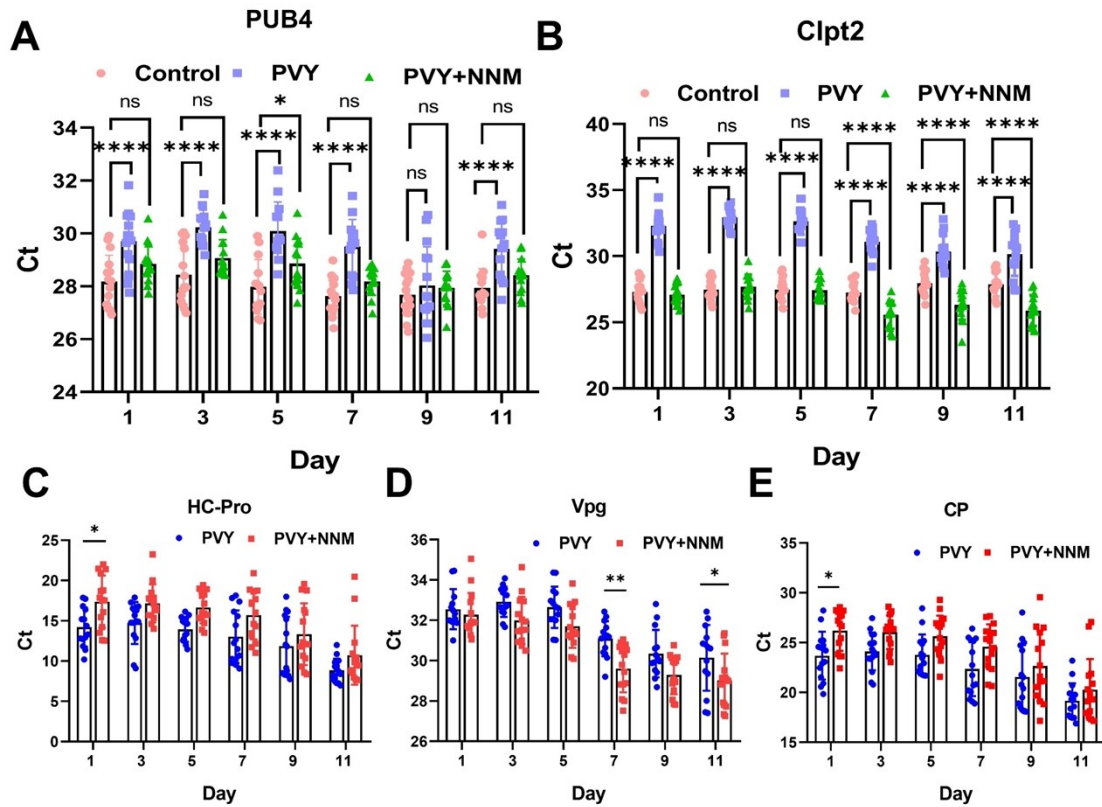 A
PUB4
Control PVY PVY+NNM
ns ns * ns ns ns
**** **** **** **** ns ****
34
32
30
28
26
24
Ct
1 3 5 7 9 11
Day
B
Clpt2
Control PVY PVY+NNM
ns ns ns **** **** ****
**** **** **** **** **** ****
40
35
30
25
20
Ct
1 3 5 7 9 11
Day
C
HC-Pro
PVY PVY+NNM
*
25
20
15
10
5
0
Ct
1 3 5 7 9 11
Day
D
Vpg
PVY PVY+NNM
** *
36
34
32
30
28
26
Ct
1 3 5 7 9 11
Day
E
CP
PVY PVY+NNM
*
35
30
25
20
15
Ct
1 3 5 7 9 11
Day